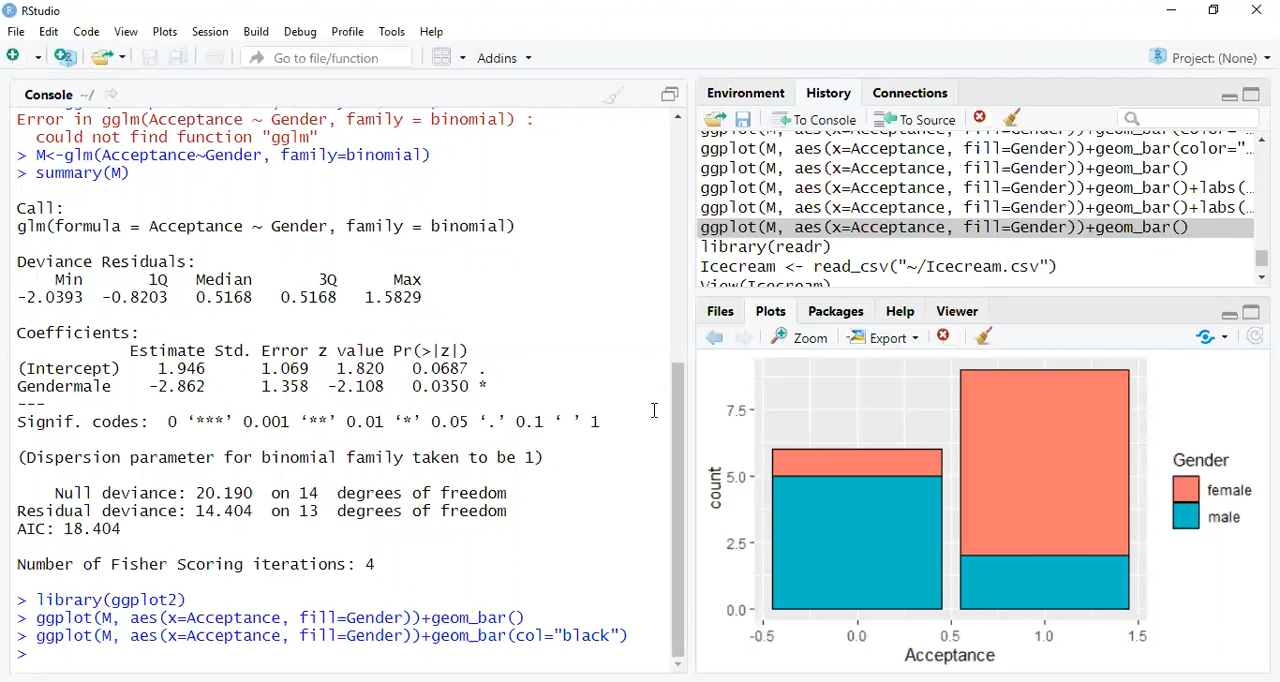 RStudio
File Edit Code View Plots Session Build Debug Profile Tools Help
Go to file/function Addins Project: (None)
Console ~/
Error in gglm(Acceptance ~ Gender, family = binomial) :
could not find function "gglm"
> M<-glm(Acceptance~Gender, family=binomial)
> summary(M)
Call:
glm(formula = Acceptance ~ Gender, family = binomial)
Deviance Residuals:
Min 1Q Median 3Q Max
-2.0393 -0.8203 0.5168 0.5168 1.5829
Coefficients:
Estimate Std. Error z value Pr(>|z|)
(Intercept) 1.946 1.069 1.820 0.0687 .
Gendermale -2.862 1.358 -2.108 0.0350 *
---
Signif. codes: 0 ‘***’ 0.001 ‘**’ 0.01 ‘*’ 0.05 ‘.’ 0.1 ‘ ’ 1
(Dispersion parameter for binomial family taken to be 1)
Null deviance: 20.190 on 14 degrees of freedom
Residual deviance: 14.404 on 13 degrees of freedom
AIC: 18.404
Number of Fisher Scoring iterations: 4
> library(ggplot2)
> ggplot(M, aes(x=Acceptance, fill=Gender))+geom_bar()
> ggplot(M, aes(x=Acceptance, fill=Gender))+geom_bar(col="black")
>
Environment History Connections
To Console To Source
ggplot(M, aes(x=Acceptance, fill=Gender))+geom_bar(color="...
ggplot(M, aes(x=Acceptance, fill=Gender))+geom_bar()
ggplot(M, aes(x=Acceptance, fill=Gender))+geom_bar()+labs(...
ggplot(M, aes(x=Acceptance, fill=Gender))+geom_bar()+labs(...
ggplot(M, aes(x=Acceptance, fill=Gender))+geom_bar()
library(readr)
Icecream <- read_csv("~/Icecream.csv")
View(Icecream)
Files Plots Packages Help Viewer
Zoom Export
7.5
5.0
2.5
0.0
count
-0.5 0.0 0.5 1.0 1.5
Acceptance
Gender
female
male